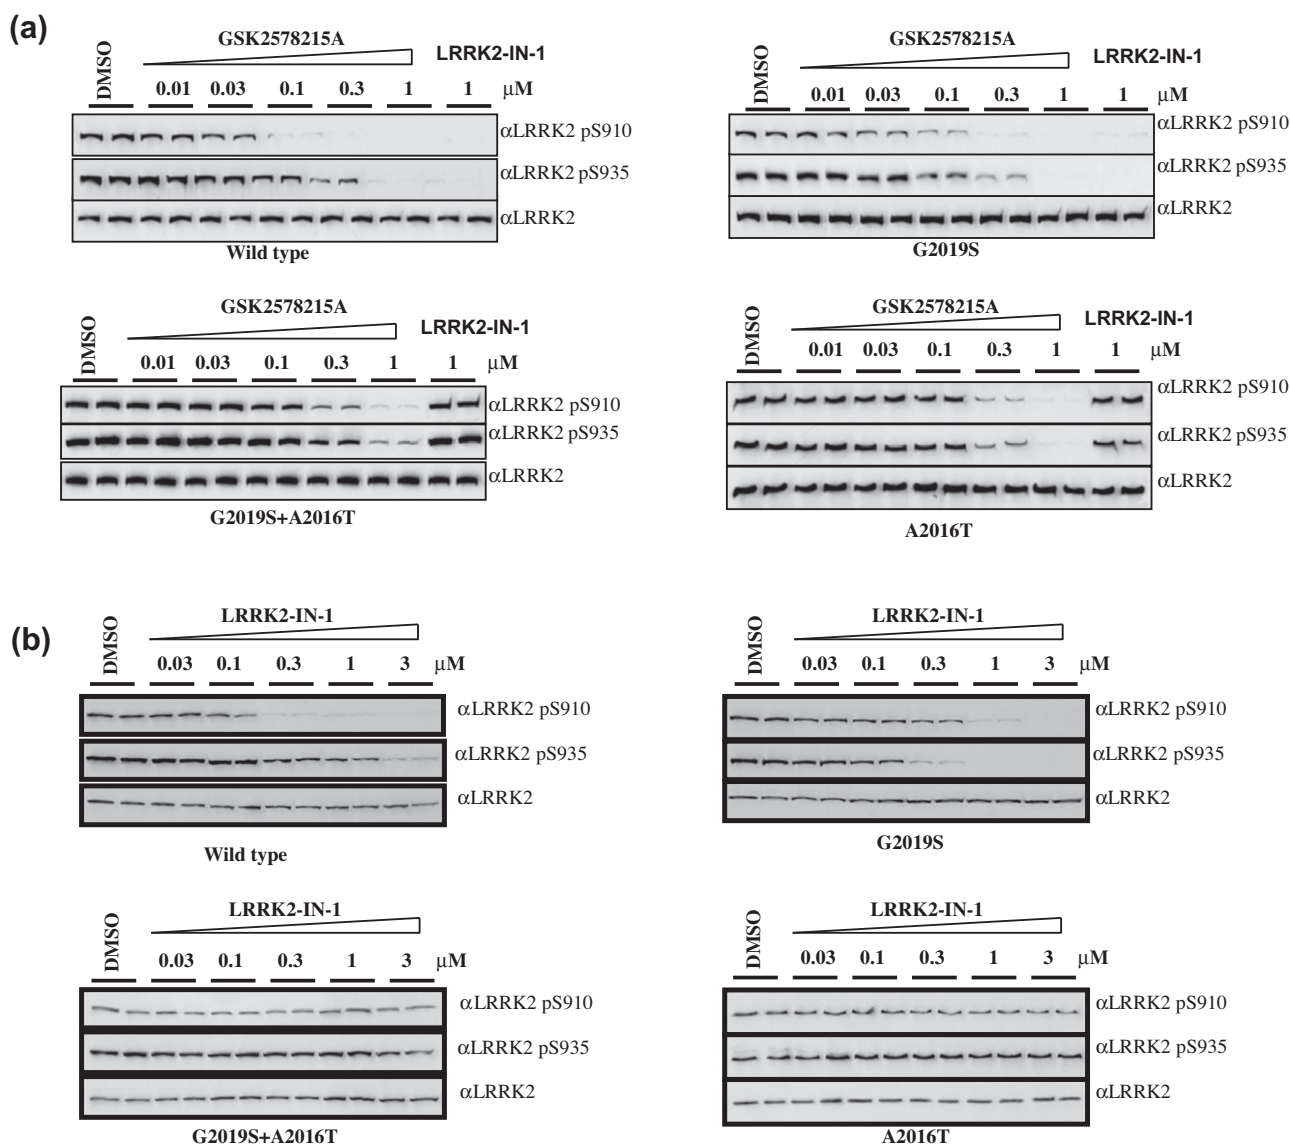 (a)
GSK2578215A
LRRK2-IN-1
DMSO
0.01 0.03 0.1 0.3 1 1 μM
αLRRK2 pS910
αLRRK2 pS935
αLRRK2
Wild type
GSK2578215A
LRRK2-IN-1
DMSO
0.01 0.03 0.1 0.3 1 1 μM
αLRRK2 pS910
αLRRK2 pS935
αLRRK2
G2019S
GSK2578215A
LRRK2-IN-1
DMSO
0.01 0.03 0.1 0.3 1 1 μM
αLRRK2 pS910
αLRRK2 pS935
αLRRK2
G2019S+A2016T
GSK2578215A
LRRK2-IN-1
DMSO
0.01 0.03 0.1 0.3 1 1 μM
αLRRK2 pS910
αLRRK2 pS935
αLRRK2
A2016T
(b)
LRRK2-IN-1
DMSO
0.03 0.1 0.3 1 3 μM
αLRRK2 pS910
αLRRK2 pS935
αLRRK2
Wild type
LRRK2-IN-1
DMSO
0.03 0.1 0.3 1 3 μM
αLRRK2 pS910
αLRRK2 pS935
αLRRK2
G2019S
LRRK2-IN-1
DMSO
0.03 0.1 0.3 1 3 μM
αLRRK2 pS910
αLRRK2 pS935
αLRRK2
G2019S+A2016T
LRRK2-IN-1
DMSO
0.03 0.1 0.3 1 3 μM
αLRRK2 pS910
αLRRK2 pS935
αLRRK2
A2016T